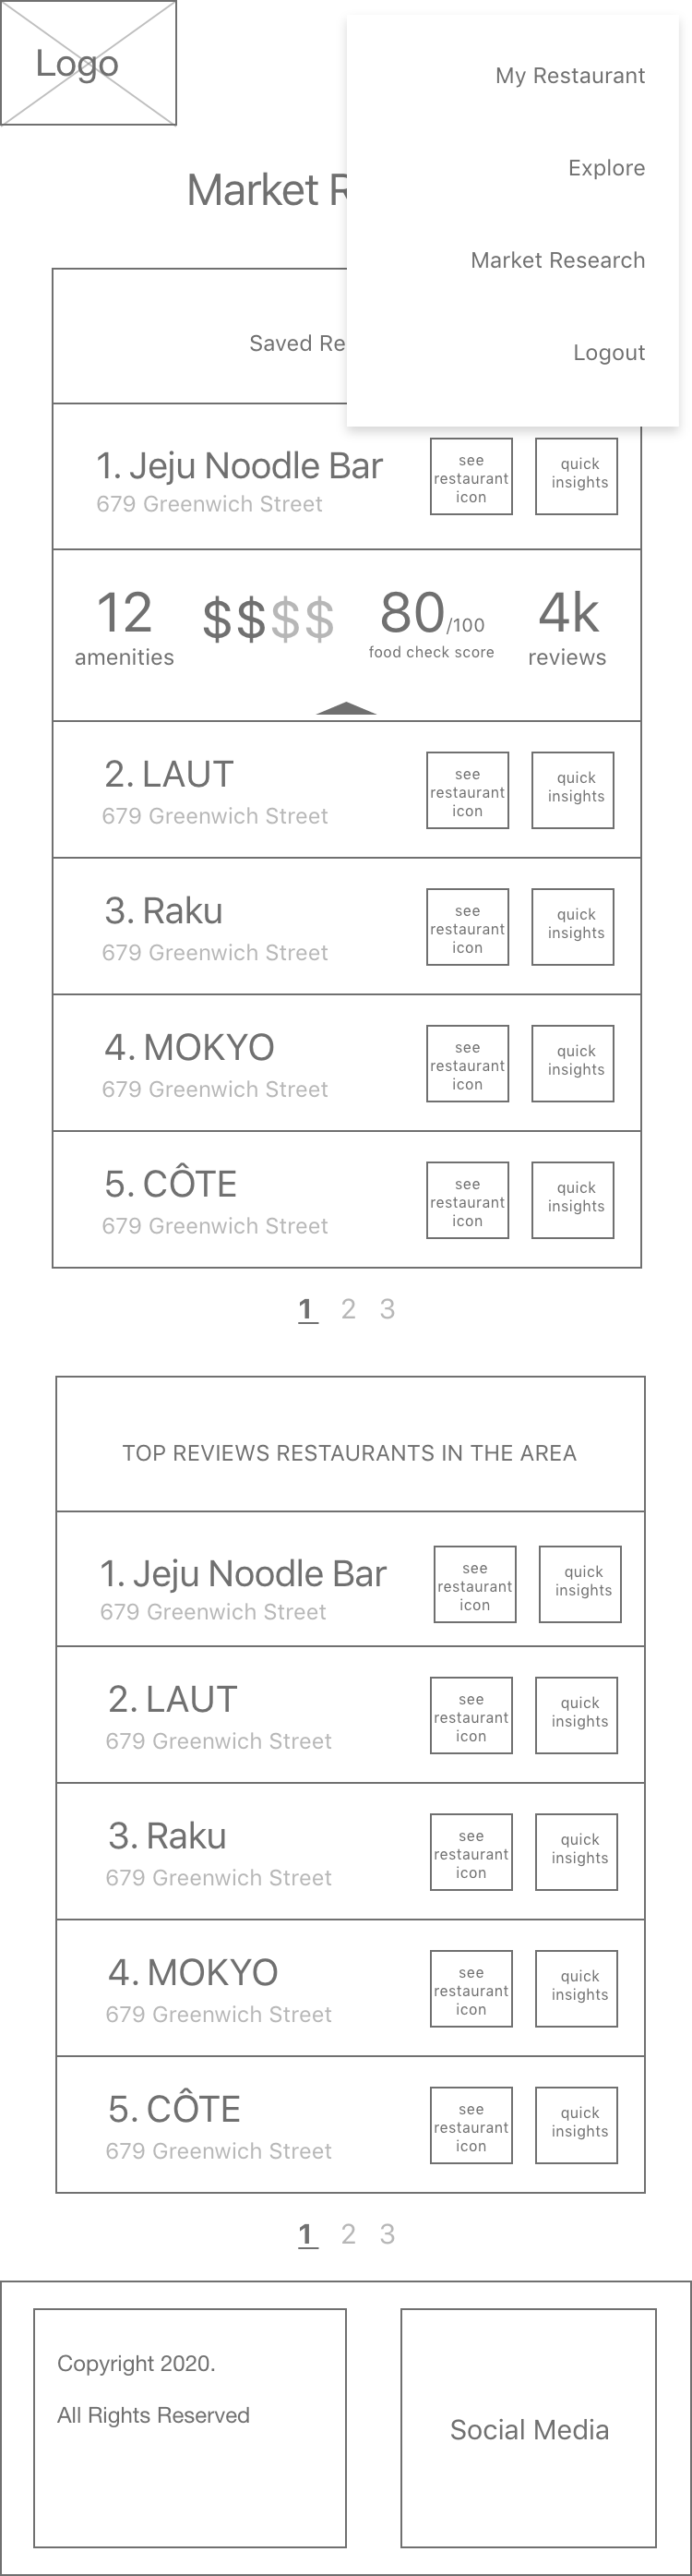 Logo
My Restaurant
Explore
Market Research
Logout
Market
Saved Re
1. Jeju Noodle Bar
679 Greenwich Street
see
restaurant
icon
quick
insights
12
amenities
$$$$
80/100
food check score
4k
reviews
2. LAUT
679 Greenwich Street
see
restaurant
icon
quick
insights
3. Raku
679 Greenwich Street
see
restaurant
icon
quick
insights
4. MOKYO
679 Greenwich Street
see
restaurant
icon
quick
insights
5. CÔTE
679 Greenwich Street
see
restaurant
icon
quick
insights
1 2 3
TOP REVIEWS RESTAURANTS IN THE AREA
1. Jeju Noodle Bar
679 Greenwich Street
see
restaurant
icon
quick
insights
2. LAUT
679 Greenwich Street
see
restaurant
icon
quick
insights
3. Raku
679 Greenwich Street
see
restaurant
icon
quick
insights
4. MOKYO
679 Greenwich Street
see
restaurant
icon
quick
insights
5. CÔTE
679 Greenwich Street
see
restaurant
icon
quick
insights
1 2 3
Copyright 2020.
All Rights Reserved
Social Media